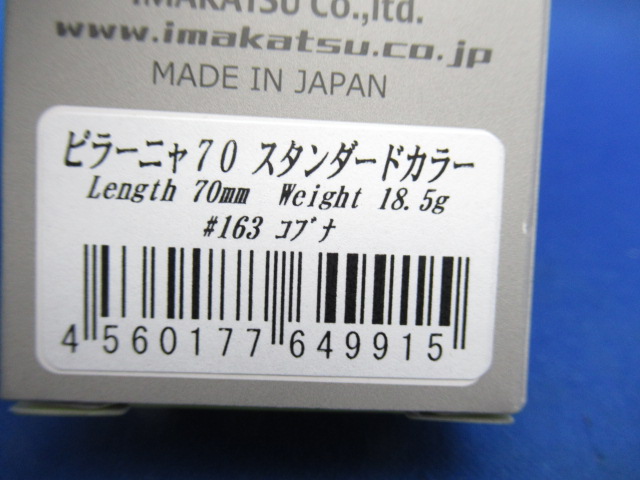 IMAKATSU Co.,ltd.
www.imakatsu.co.jp
MADE IN JAPAN
ピラーニャ70 スタンダードカラー
Length 70mm Weight 18.5g
#163 コブナ
4 560177 649915